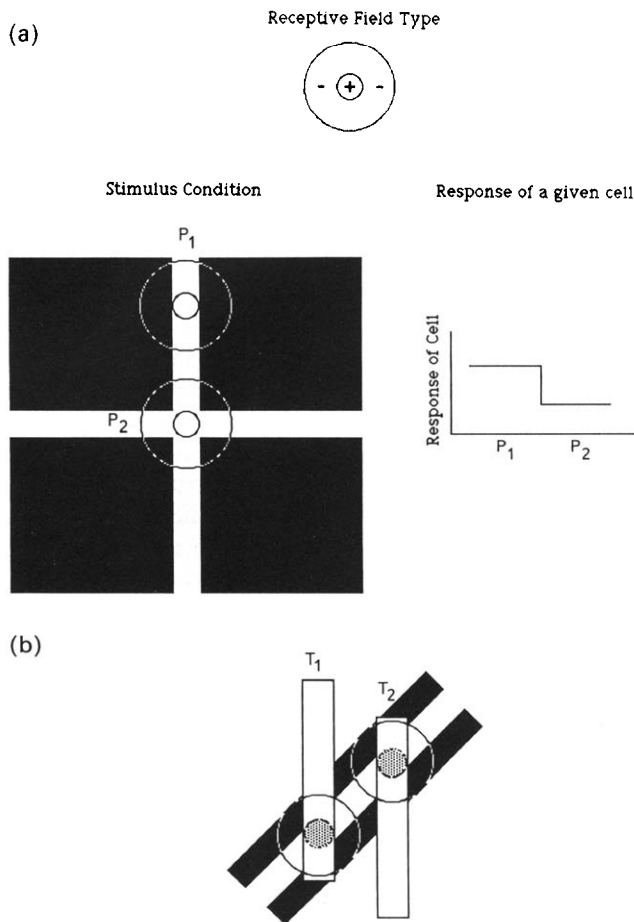 Receptive Field Type
(a)
- + -
Stimulus Condition
Response of a given cell
P1
P2
Response of Cell
P1 P2
(b)
T1
T2